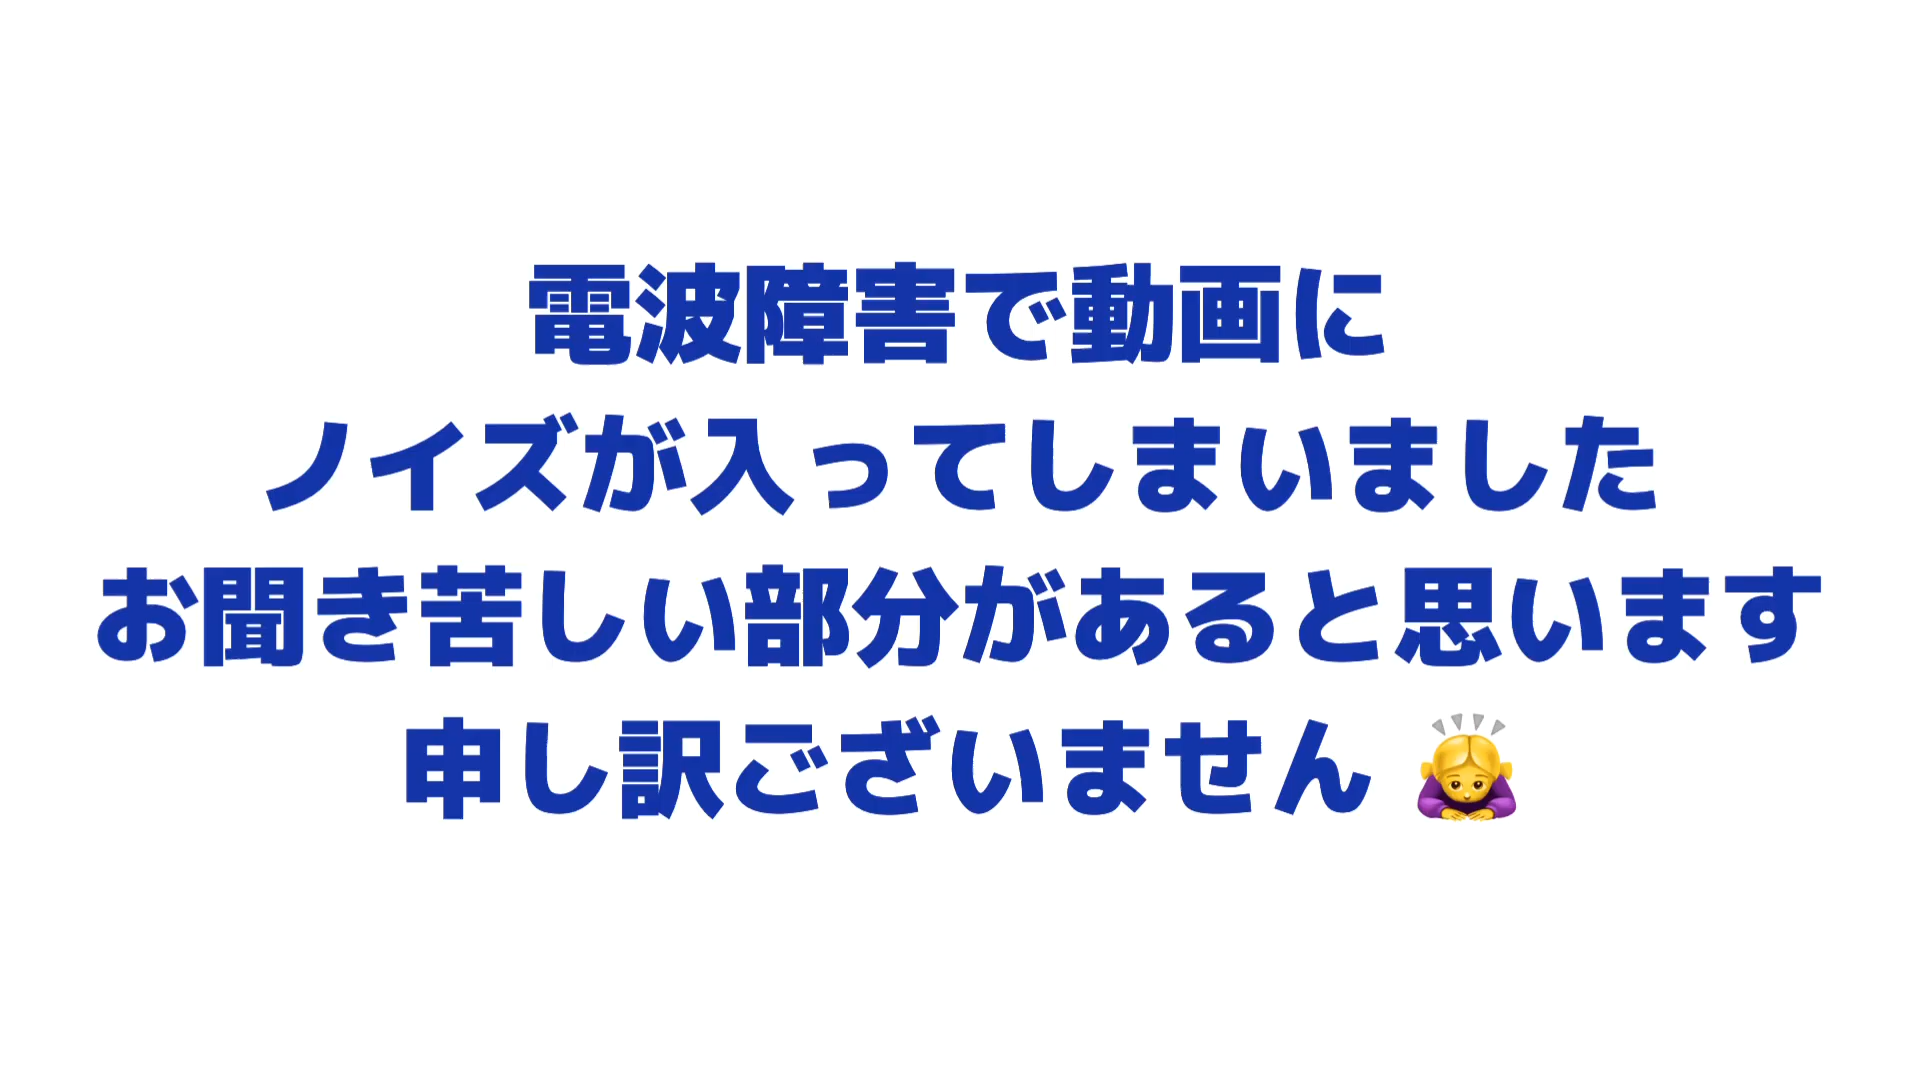 電波障害で動画に
ノイズが入ってしまいました
お聞き苦しい部分があると思います
申し訳ございません 🙇‍♀️